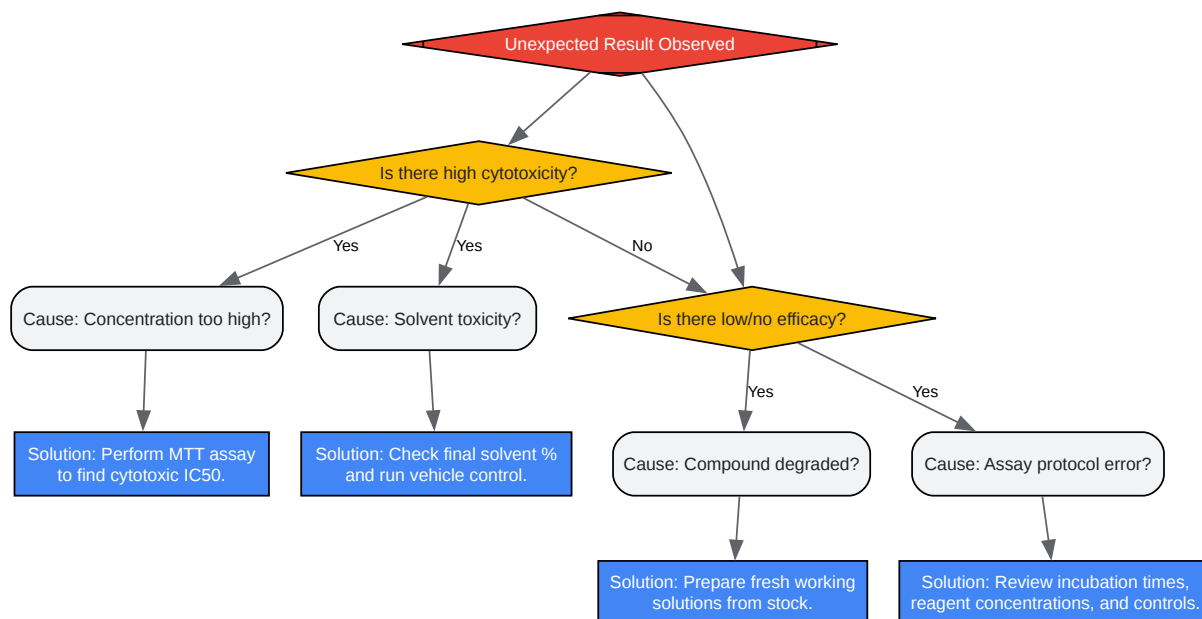 Unexpected Result Observed
Is there high cytotoxicity?
Yes
Yes
No
Cause: Concentration too high?
Cause: Solvent toxicity?
Is there low/no efficacy?
Yes
Yes
Solution: Perform MTT assay
to find cytotoxic IC50.
Solution: Check final solvent %
and run vehicle control.
Cause: Compound degraded?
Cause: Assay protocol error?
Solution: Prepare fresh working
solutions from stock.
Solution: Review incubation times,
reagent concentrations, and controls.